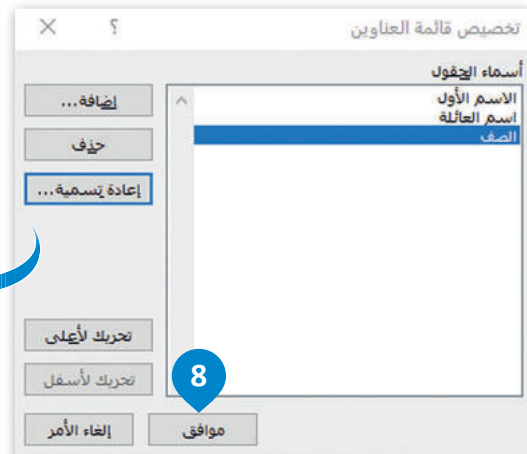 تخصيص قائمة العناوين ؟ ×
أسماء الحقول
الاسم الأول
اسم العائلة
الصف
إضافة...
حذف
إعادة تسمية...
تحريك لأعلى
تحريك لأسفل
8
موافق
إلغاء الأمر